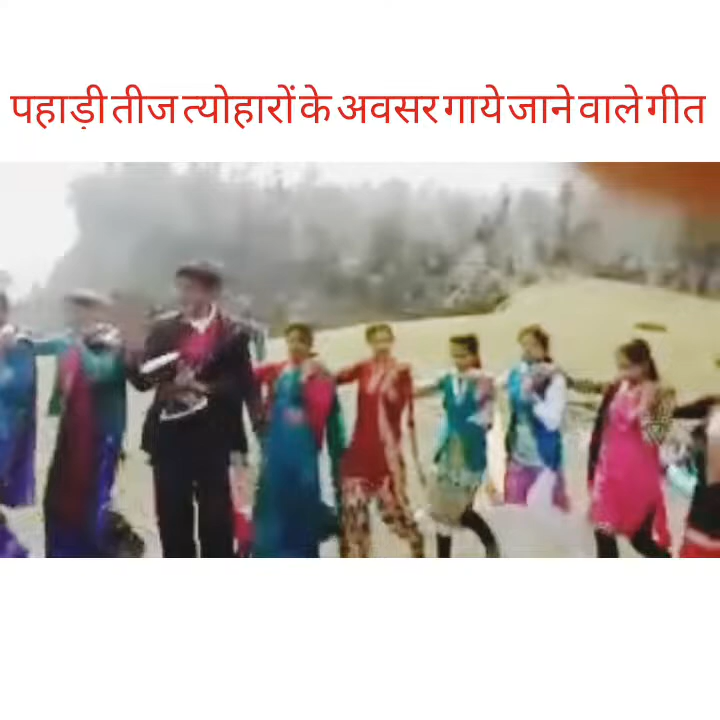 पहाड़ी तीज त्योहारों के अवसर गाये जाने वाले गीत